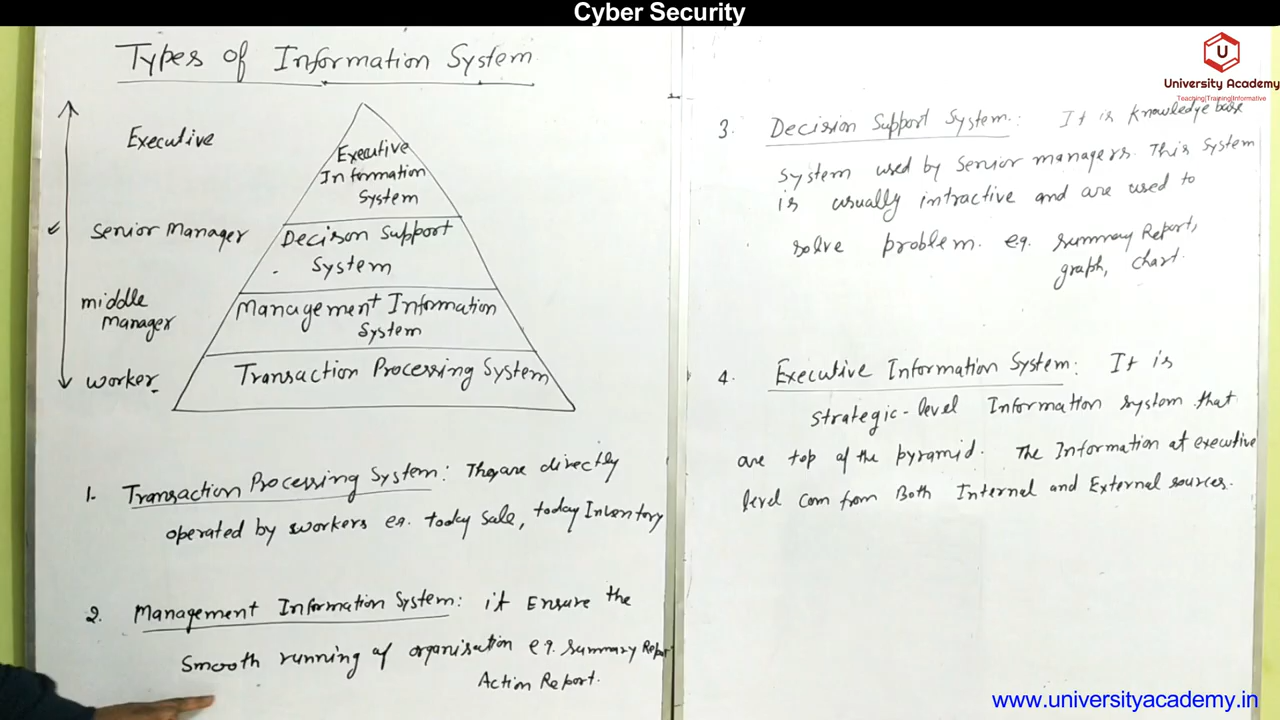 Cyber Security
University Academy
Teaching|Training|Informative
Types of Information System
Executive
Senior Manager
middle
manager
worker
Executive
Information
System
Decision Support
System
Management Information
System
Transaction Processing System
1. Transaction Processing System: They are directly
operated by workers eg. today sale, today Inventory
2. Management Information System: it Ensure the
Smooth running of organisation eg. summary Report
Action Report.
3. Decision Support System: It is knowledge base
system used by senior managers. This system
is usually intractive and are used to
solve problem. eg. summary Report,
graph, chart.
4. Executive Information System: It is
strategic-level Information system that
are top of the pyramid. The Information at executive
level com from Both Internal and External sources.
www.universityacademy.in